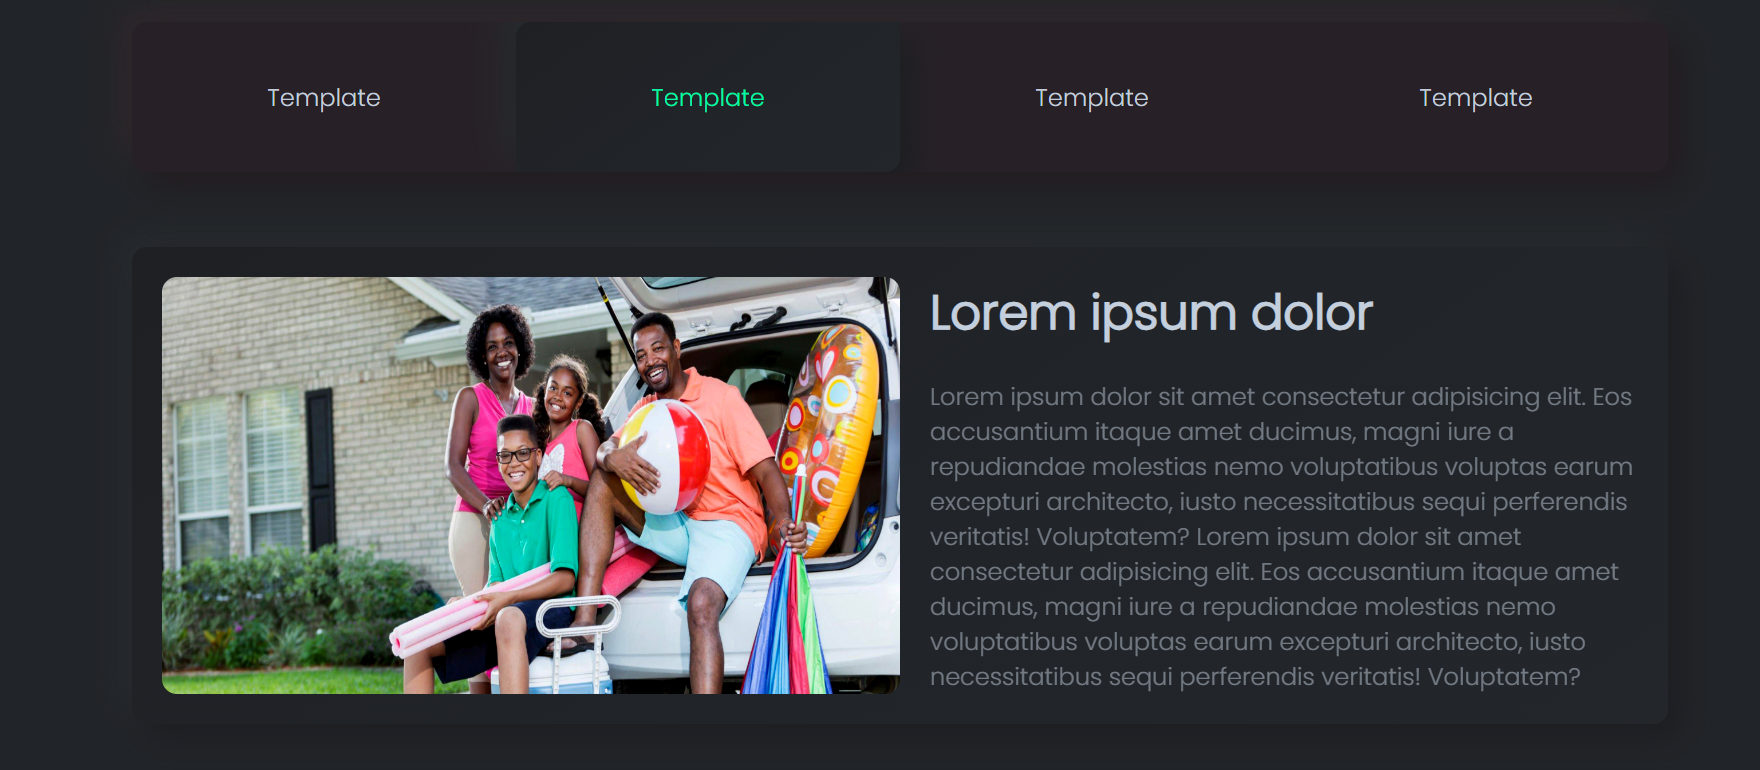 Template
Template
Template
Template
Lorem ipsum dolor
Lorem ipsum dolor sit amet consectetur adipisicing elit. Eos
accusantium itaque amet ducimus, magni iure a
repudiandae molestias nemo voluptatibus voluptas earum
excepturi architecto, iusto necessitatibus sequi perferendis
veritatis! Voluptatem? Lorem ipsum dolor sit amet
consectetur adipisicing elit. Eos accusantium itaque amet
ducimus, magni iure a repudiandae molestias nemo
voluptatibus voluptas earum excepturi architecto, iusto
necessitatibus sequi perferendis veritatis! Voluptatem?